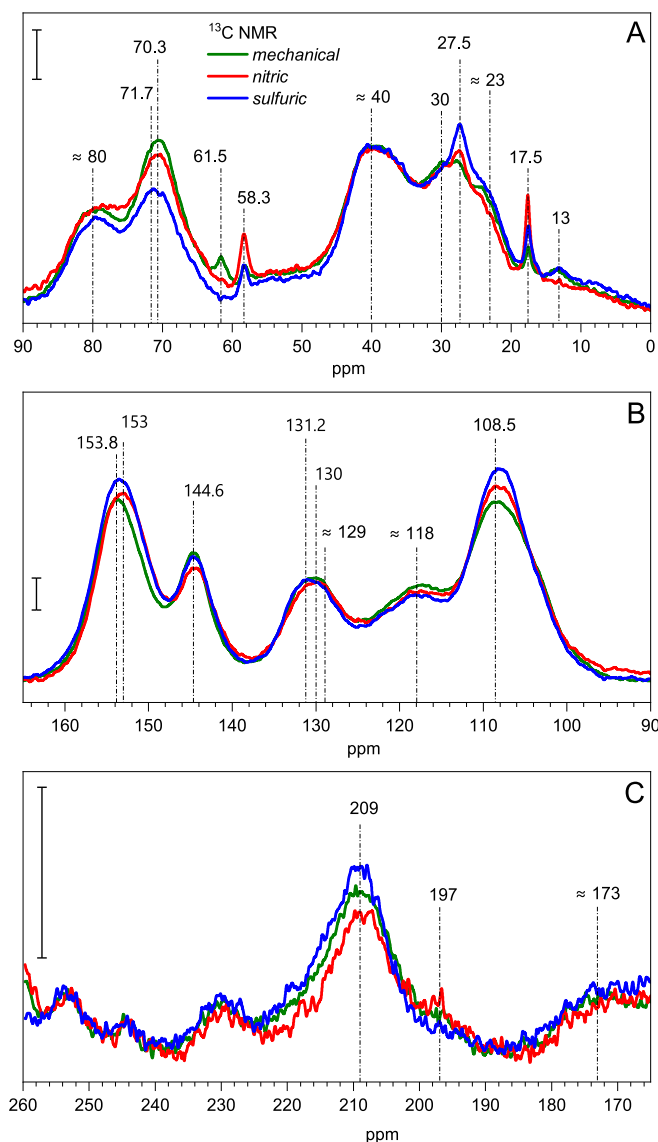 A
¹³C NMR
mechanical
nitric
sulfuric
70.3
71.7
≈ 80
61.5
58.3
≈ 40
30
27.5
≈ 23
17.5
13
90 80 70 60 50 40 30 20 10 0
ppm
B
153
153.8
144.6
131.2
130
≈ 129
≈ 118
108.5
160 150 140 130 120 110 100 90
ppm
C
209
197
≈ 173
260 250 240 230 220 210 200 190 180 170
ppm